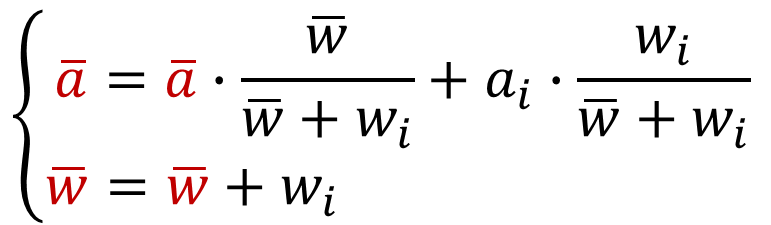 a̅ = a̅ · w̅ / (w̅ + wᵢ) + aᵢ · wᵢ / (w̅ + wᵢ)
w̅ = w̅ + wᵢ